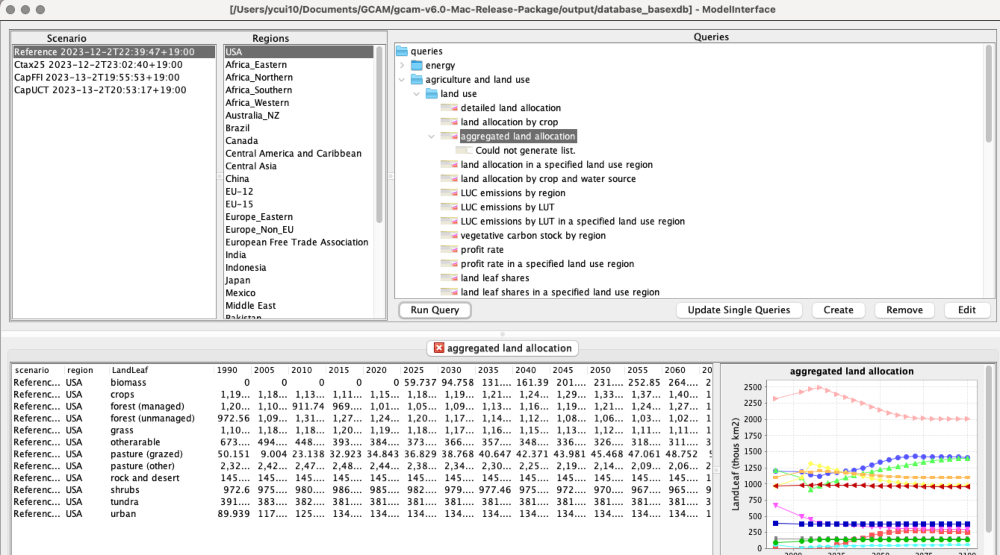 [/Users/ycui10/Documents/GCAM/gcam-v6.0-Mac-Release-Package/output/database_basexdb] - ModelInterface
Scenario
Reference 2023-12-2T22:39:47+19:00
Ctax25 2023-12-2T23:02:40+19:00
CapFFI 2023-13-2T19:55:53+19:00
CapUCT 2023-13-2T20:53:17+19:00
Regions
USA
Africa_Eastern
Africa_Northern
Africa_Southern
Africa_Western
Australia_NZ
Brazil
Canada
Central America and Caribbean
Central Asia
China
EU-12
EU-15
Europe_Eastern
Europe_Non_EU
European Free Trade Association
India
Indonesia
Japan
Mexico
Middle East
Pakistan
Queries
queries
energy
agriculture and land use
land use
detailed land allocation
land allocation by crop
aggregated land allocation
Could not generate list.
land allocation in a specified land use region
land allocation by crop and water source
LUC emissions by region
LUC emissions by LUT
LUC emissions by LUT in a specified land use region
vegetative carbon stock by region
profit rate
profit rate in a specified land use region
land leaf shares
land leaf shares in a specified land use region
Run Query Update Single Queries Create Remove Edit
aggregated land allocation
scenario region LandLeaf 1990 2005 2010 2015 2020 2025 2030 2035 2040 2045 2050 2055 2060 20
Referenc... USA biomass 0 0 0 0 0 59.737 94.758 131.... 161.39 201.... 231.... 252.85 264.... 2
Referenc... USA crops 1,19... 1,18... 1,13... 1,11... 1,15... 1,18... 1,19... 1,21... 1,24... 1,29... 1,33... 1,37... 1,40... 1
Referenc... USA forest (managed) 1,20... 1,10... 911.74 969.... 1,01... 1,05... 1,09... 1,13... 1,16... 1,19... 1,21... 1,24... 1,27... 1
Referenc... USA forest (unmanaged) 972.56 1,09... 1,31... 1,27... 1,24... 1,20... 1,17... 1,14... 1,12... 1,08... 1,06... 1,03... 1,02... 1
Referenc... USA grass 1,10... 1,18... 1,18... 1,20... 1,19... 1,18... 1,17... 1,16... 1,15... 1,13... 1,12... 1,11... 1,11... 1
Referenc... USA otherarable 673.... 494.... 448.... 393.... 384.... 373.... 366.... 357.... 348.... 336.... 326.... 318.... 311.... 3
Referenc... USA pasture (grazed) 50.151 9.004 23.138 32.923 34.843 36.829 38.768 40.647 42.371 43.981 45.468 47.061 48.752 5
Referenc... USA pasture (other) 2,32... 2,42... 2,47... 2,48... 2,44... 2,38... 2,34... 2,30... 2,25... 2,19... 2,14... 2,09... 2,06... 2
Referenc... USA rock and desert 145.... 145.... 145.... 145.... 145.... 145.... 145.... 145.... 145.... 145.... 145.... 145.... 145.... 1
Referenc... USA shrubs 972.6 975.... 980.... 986.... 985.... 982.... 979.... 977.46 975.... 972.... 970.... 967.... 965.... 9
Referenc... USA tundra 391.... 383.... 382.... 381.... 381.... 381.... 381.... 381.... 381.... 381.... 381.... 381.... 381.... 3
Referenc... USA urban 89.939 117.... 125.... 134.... 134.... 134.... 134.... 134.... 134.... 134.... 134.... 134.... 134.... 1
aggregated land allocation
LandLeaf (thous km2)
2500
2250
2000
1750
1500
1250
1000
750
500
250
0
2000 2025 2050 2075 2100